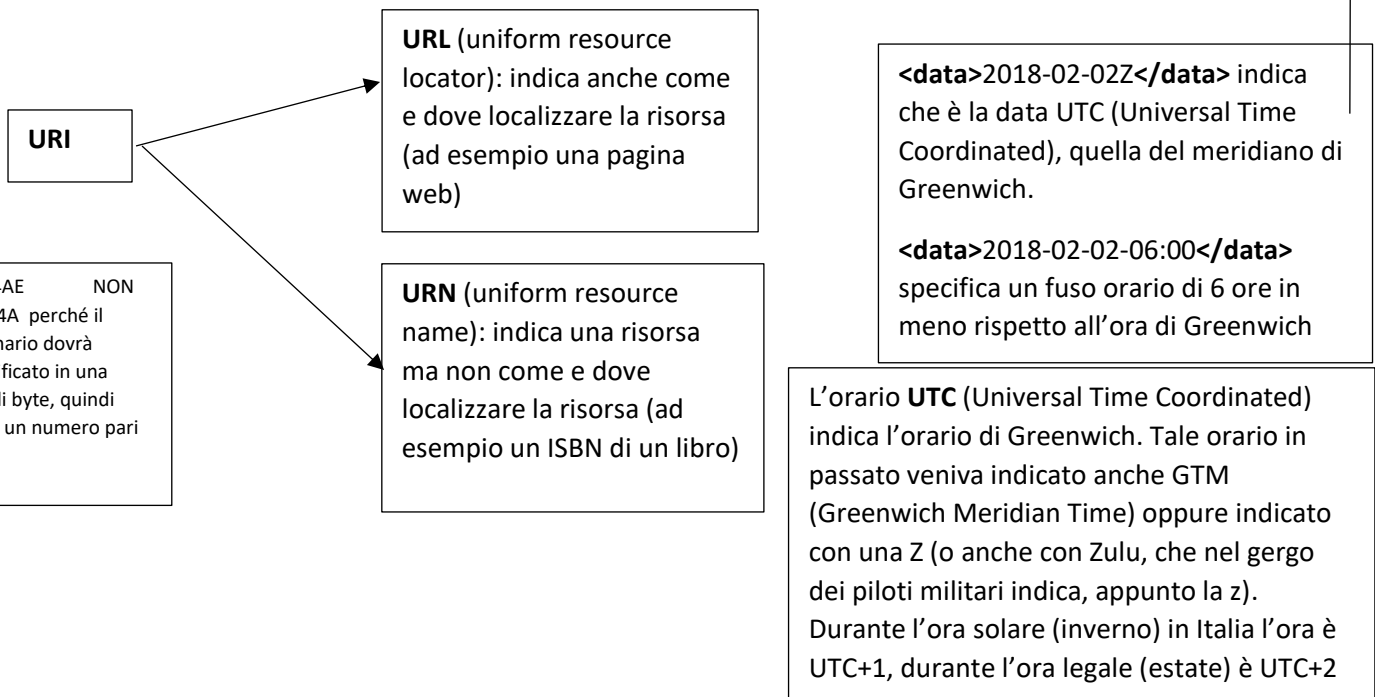 URI
URL (uniform resource
locator): indica anche come
e dove localizzare la risorsa
(ad esempio una pagina
web)
URN (uniform resource
name): indica una risorsa
ma non come e dove
localizzare la risorsa (ad
esempio un ISBN di un libro)
AE NON
4A perché il
nario dovrà
ficato in una
di byte, quindi
un numero pari
<data>2018-02-02Z</data> indica
che è la data UTC (Universal Time
Coordinated), quella del meridiano di
Greenwich.
<data>2018-02-02-06:00</data>
specifica un fuso orario di 6 ore in
meno rispetto all’ora di Greenwich
L’orario UTC (Universal Time Coordinated)
indica l’orario di Greenwich. Tale orario in
passato veniva indicato anche GTM
(Greenwich Meridian Time) oppure indicato
con una Z (o anche con Zulu, che nel gergo
dei piloti militari indica, appunto la z).
Durante l’ora solare (inverno) in Italia l’ora è
UTC+1, durante l’ora legale (estate) è UTC+2